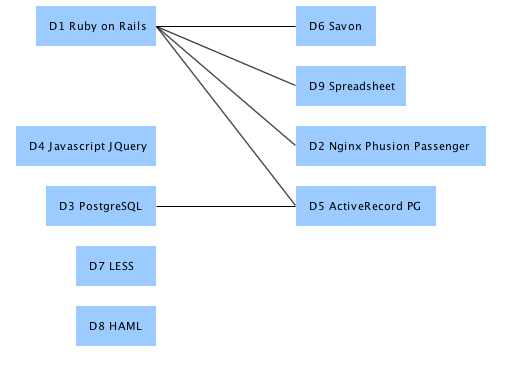 D1 Ruby on Rails
D6 Savon
D9 Spreadsheet
D4 Javascript JQuery
D2 Nginx Phusion Passenger
D3 PostgreSQL
D5 ActiveRecord PG
D7 LESS
D8 HAML